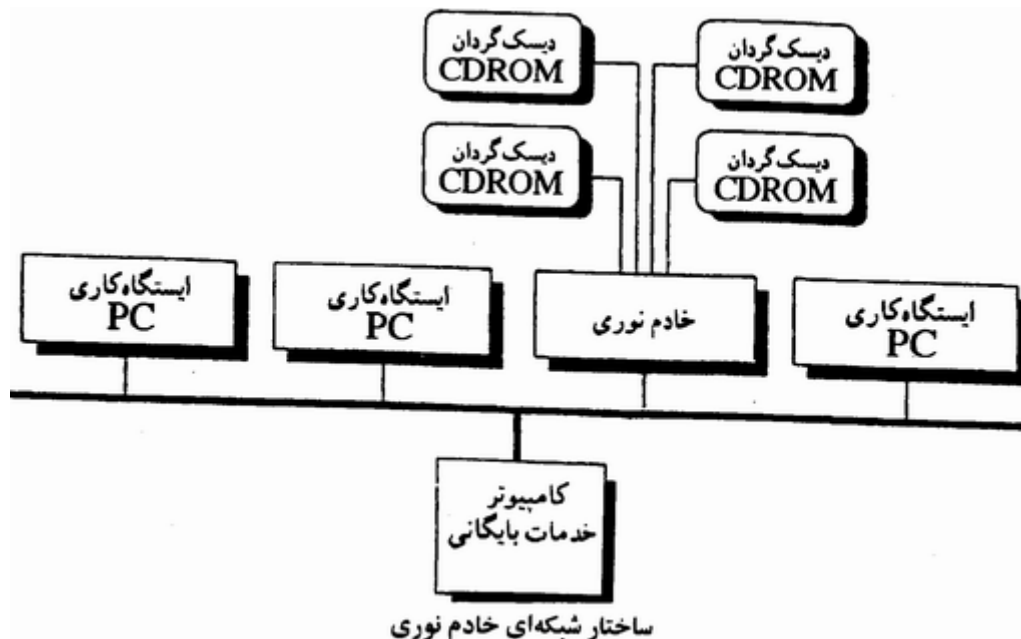 دیسک گردان
CDROM
دیسک گردان
CDROM
دیسک گردان
CDROM
دیسک گردان
CDROM
ایستگاه کاری
PC
خادم نوری
ایستگاه کاری
PC
ایستگاه کاری
PC
کامپیوتر
خدمات بایگانی
ساختار شبکه‌ای خادم نوری